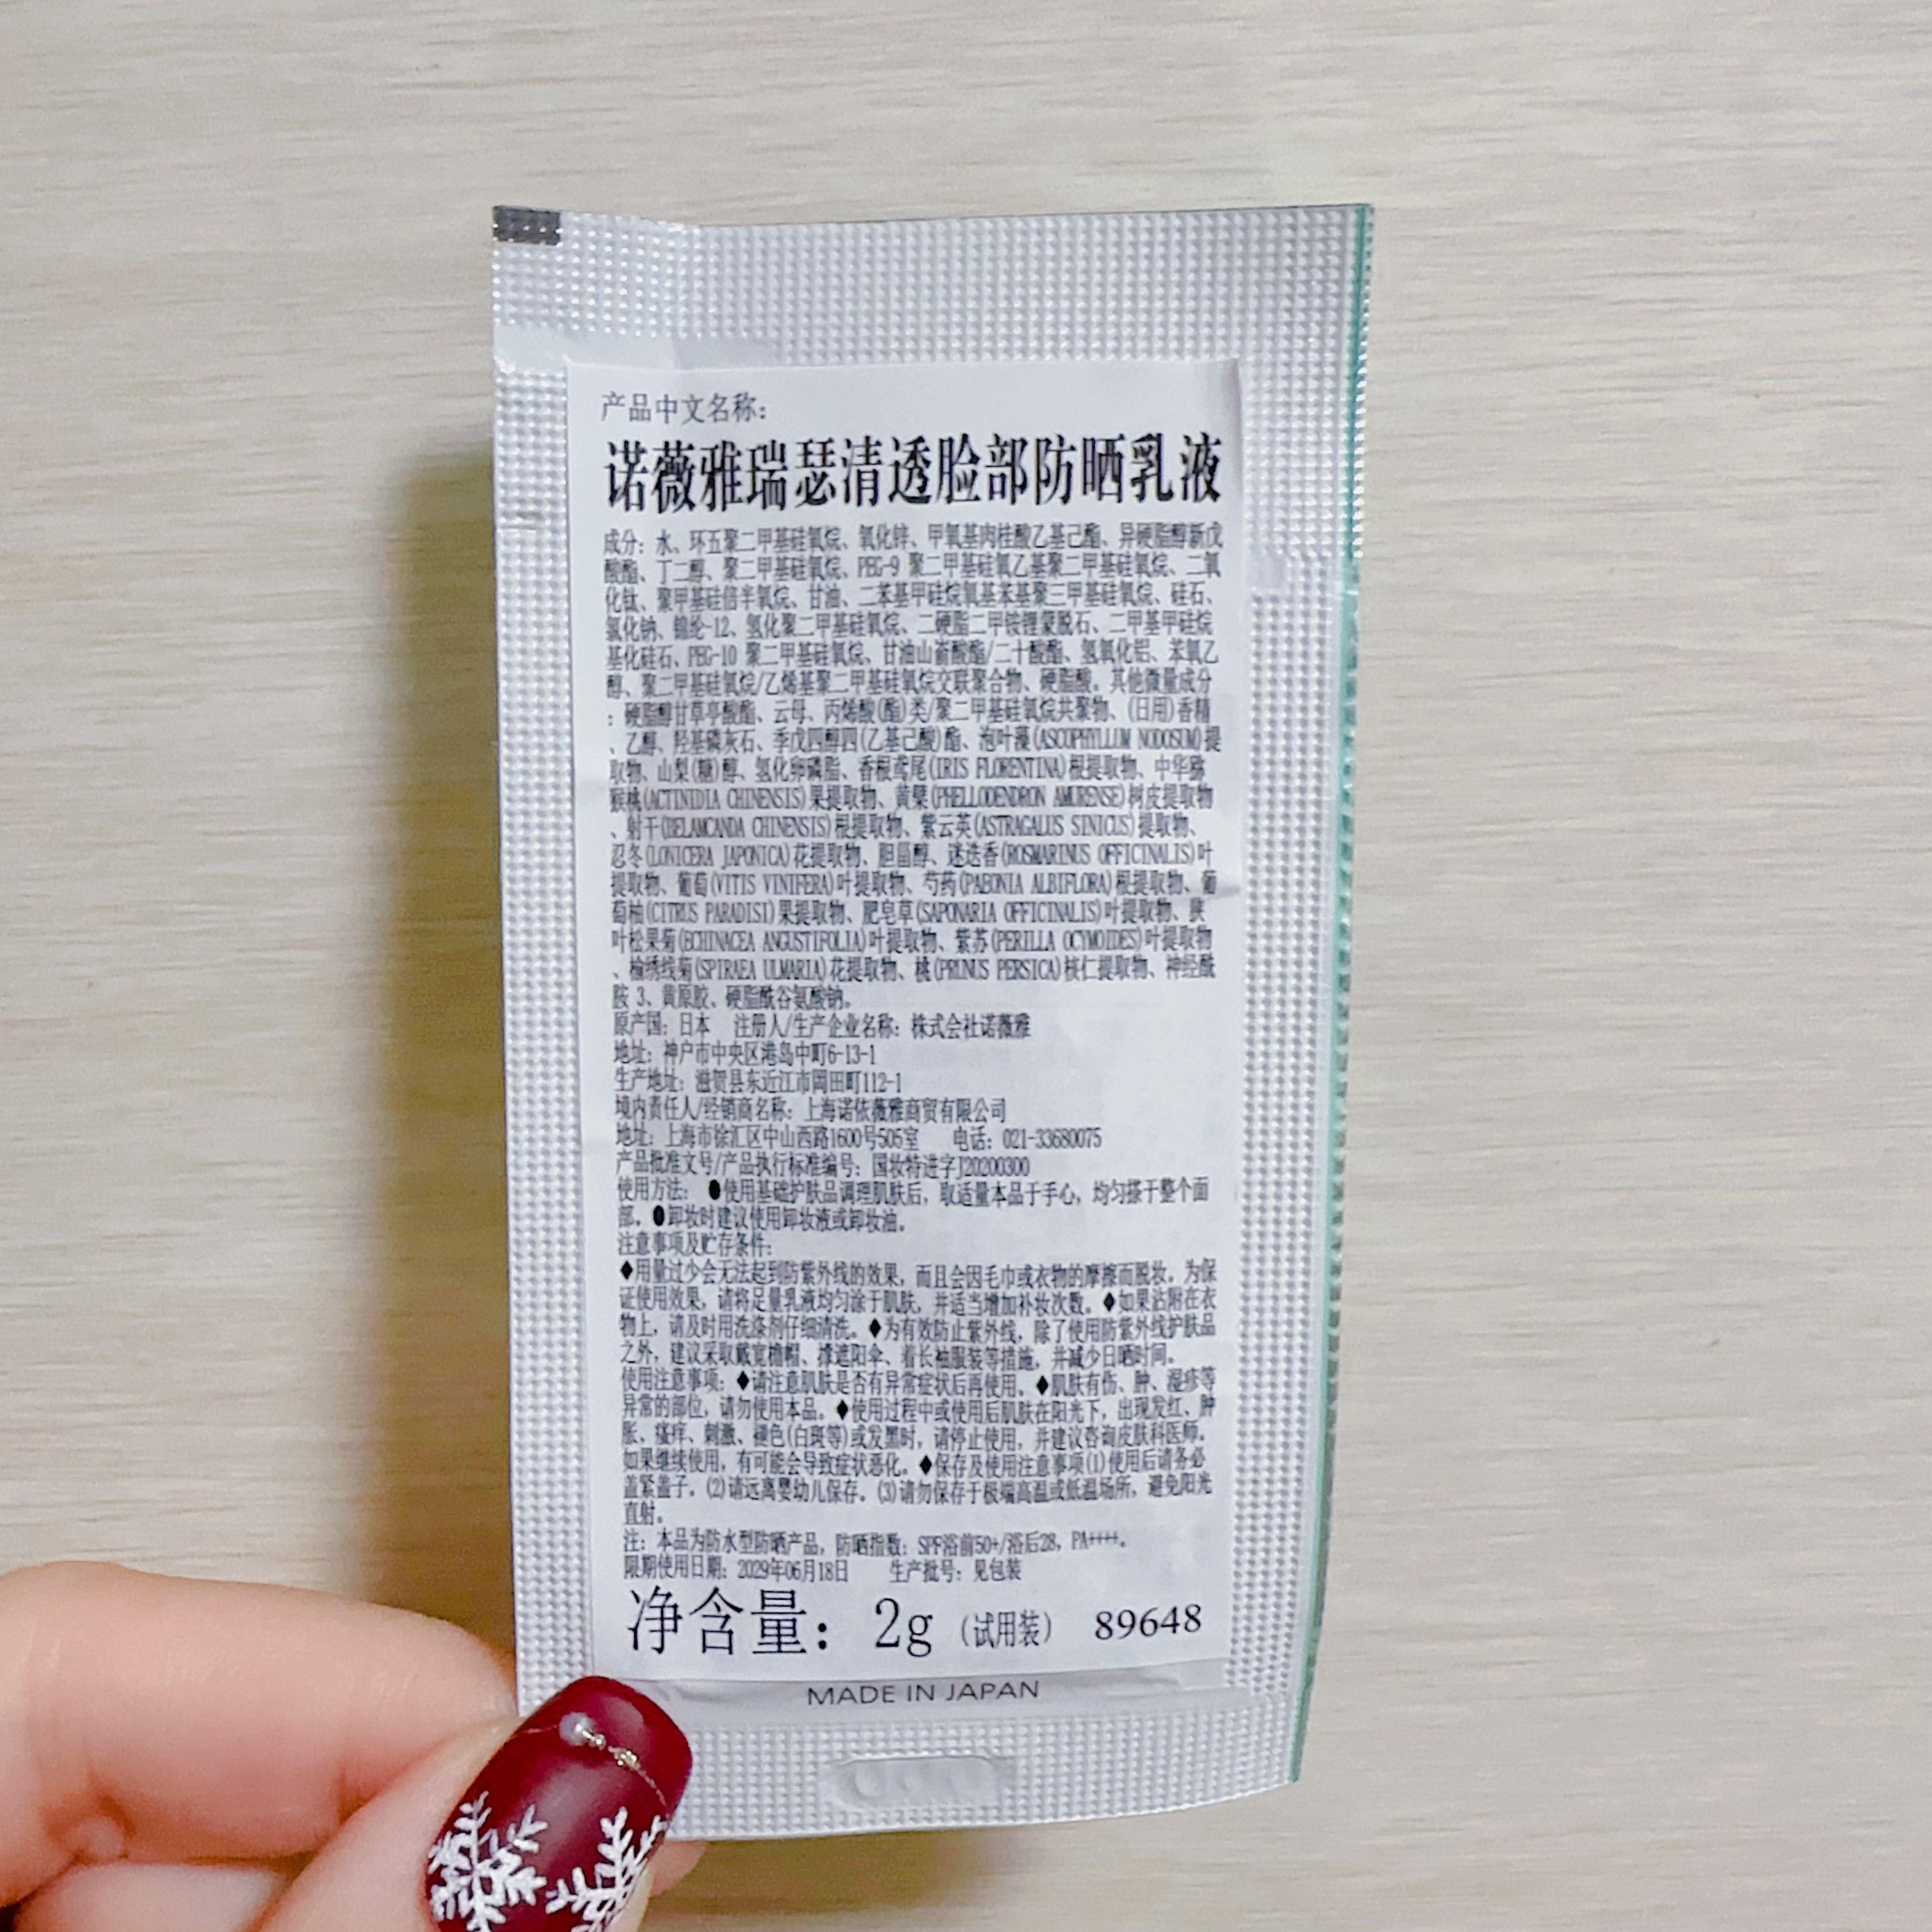 产品中文名称:
诺薇雅瑞瑟清透脸部防晒乳液
成分：水、环五聚二甲基硅氧烷、氧化锌、甲氧基肉桂酸乙基己酯、异硬脂醇新戊
酸酯、丁二醇、聚二甲基硅氧烷、PEG-9 聚二甲基硅氧乙基聚二甲基硅氧烷、二氧
化钛、聚甲基硅倍半氧烷、甘油、二苯基甲硅烷氧基苯基聚三甲基硅氧烷、硅石、
氯化钠、锦纶-12、氢化聚二甲基硅氧烷、二硬脂二甲铵锂蒙脱石、二甲基甲硅烷
基化硅石、PEG-10 聚二甲基硅氧烷、甘油山嵛酸酯/二十酸酯、氢氧化铝、苯氧乙
醇、聚二甲基硅氧烷/乙烯基聚二甲基硅氧烷交联聚合物、硬脂酸。其他微量成分
：硬脂醇甘草亭酸酯、云母、丙烯酸(酯)类/聚二甲基硅氧烷共聚物、(日用)香精
、乙醇、羟基磷灰石、季戊四醇四(乙基己酸)酯、泡叶藻(ASCOPHYLLUM NODOSUM)提
取物、山梨(糖)醇、氢化卵磷脂、香根鸢尾(IRIS FLORENTINA)根提取物、中华猕
猴桃(ACTINIDIA CHINENSIS)果提取物、黄檗(PHELLODENDRON AMURENSE)树皮提取物
、射干(BELAMCANDA CHINENSIS)根提取物、紫云英(ASTRAGALUS SINICUS)提取物、
忍冬(LONICERA JAPONICA)花提取物、胆甾醇、迷迭香(ROSMARINUS OFFICINALIS)叶
提取物、葡萄(VITIS VINIFERA)叶提取物、芍药(PAEONIA ALBIFLORA)根提取物、葡
萄柚(CITRUS PARADISI)果提取物、肥皂草(SAPONARIA OFFICINALIS)叶提取物、狭
叶松果菊(ECHINACEA ANGUSTIFOLIA)叶提取物、紫苏(PERILLA OCYMOIDES)叶提取物
、榆绣线菊(SPIRAEA ULMARIA)花提取物、桃(PRUNUS PERSICA)核仁提取物、神经酰
胺 3、黄原胶、硬脂酰谷氨酸钠。
原产国：日本 注册人/生产企业名称：株式会社诺薇雅
地址：神户市中央区港岛中町6-13-1
生产地址：滋贺县东近江市岡田町112-1
境内责任人/经销商名称：上海诺依薇雅商贸有限公司
地址：上海市徐汇区中山西路1600号505室 电话：021-33680075
产品批准文号/产品执行标准编号：国妆特进字J20200300
使用方法：●使用基础护肤品调理肌肤后，取适量本品于手心，均匀搽于整个面
部。●卸妆时建议使用卸妆液或卸妆油。
注意事项及贮存条件：
◆用量过少会无法起到防紫外线的效果，而且会因毛巾或衣物的摩擦而脱妆。为保
证使用效果，请将足量乳液均匀涂于肌肤，并适当增加补妆次数。◆如果沾附在衣
物上，请及时用洗涤剂仔细清洗。◆为有效防止紫外线，除了使用防紫外线护肤品
之外，建议采取戴宽檐帽、撑遮阳伞、着长袖服装等措施，并减少日晒时间。
使用注意事项：◆请注意肌肤是否有异常症状后再使用。◆肌肤有伤、肿、湿疹等
异常的部位，请勿使用本品。◆使用过程中或使用后肌肤在阳光下，出现发红、肿
胀、瘙痒、刺激、褪色(白斑等)或发黑时，请停止使用，并建议咨询皮肤科医师。
如果继续使用，有可能会导致症状恶化。◆保存及使用注意事项(1)使用后请务必
盖紧盖子。(2)请远离婴幼儿保存。(3)请勿保存于极端高温或低温场所，避免阳光
直射。
注：本品为防水型防晒产品，防晒指数：SPF浴前50+/浴后28，PA++++。
限期使用日期：2029年06月18日 生产批号：见包装
净含量：2g（试用装） 89648
MADE IN JAPAN